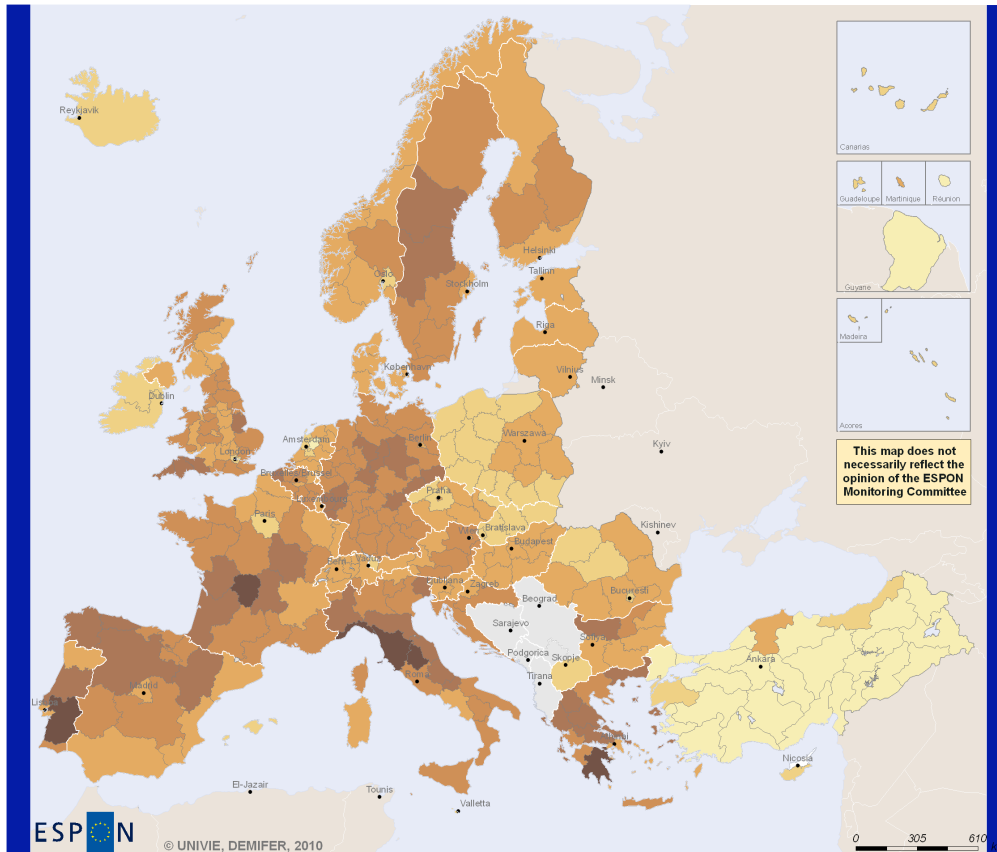 Reykjavik
Canarias
Guadeloupe
Martinique
Réunion
Guyane
Madeira
Acores
Oslo
Helsinki
Tallinn
Stockholm
Riga
København
Vilnius
Minsk
Dublin
Amsterdam
Berlin
Warszawa
London
Kyiv
This map does not
necessarily reflect the
opinion of the ESPON
Monitoring Committee
Praha
Paris
Bratislava
Kishinev
Budapest
Bern
Vaduz
Ljubljana
Zagreb
Bucuresti
Beograd
Sarajevo
Sofiya
Podgorica
Skopje
Ankara
Tirana
Roma
Madrid
Nicosia
El-Jazair
Tounis
Valletta
ESPON
© UNIVIE, DEMIFER, 2010
0
305
610